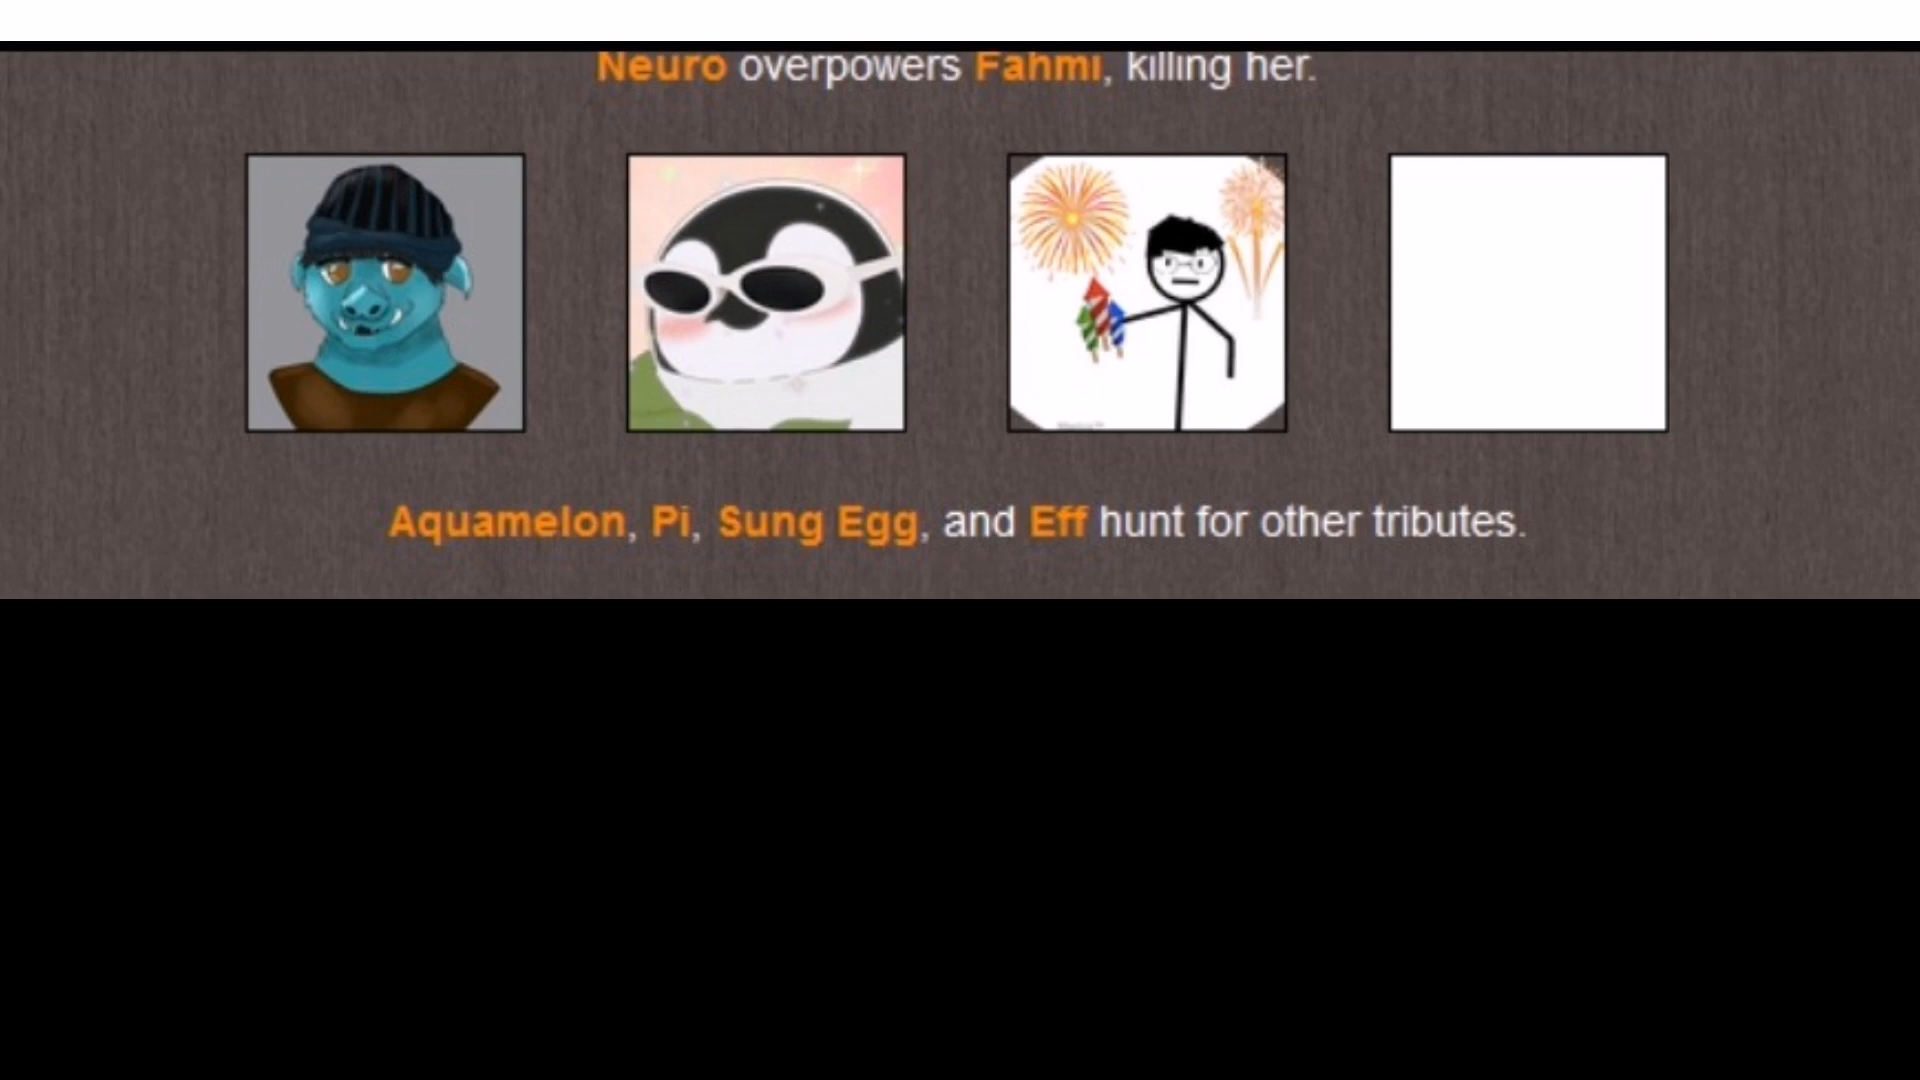 Neuro overpowers Fahmi, killing her.
Aquamelon, Pi, Sung Egg, and Eff hunt for other tributes.